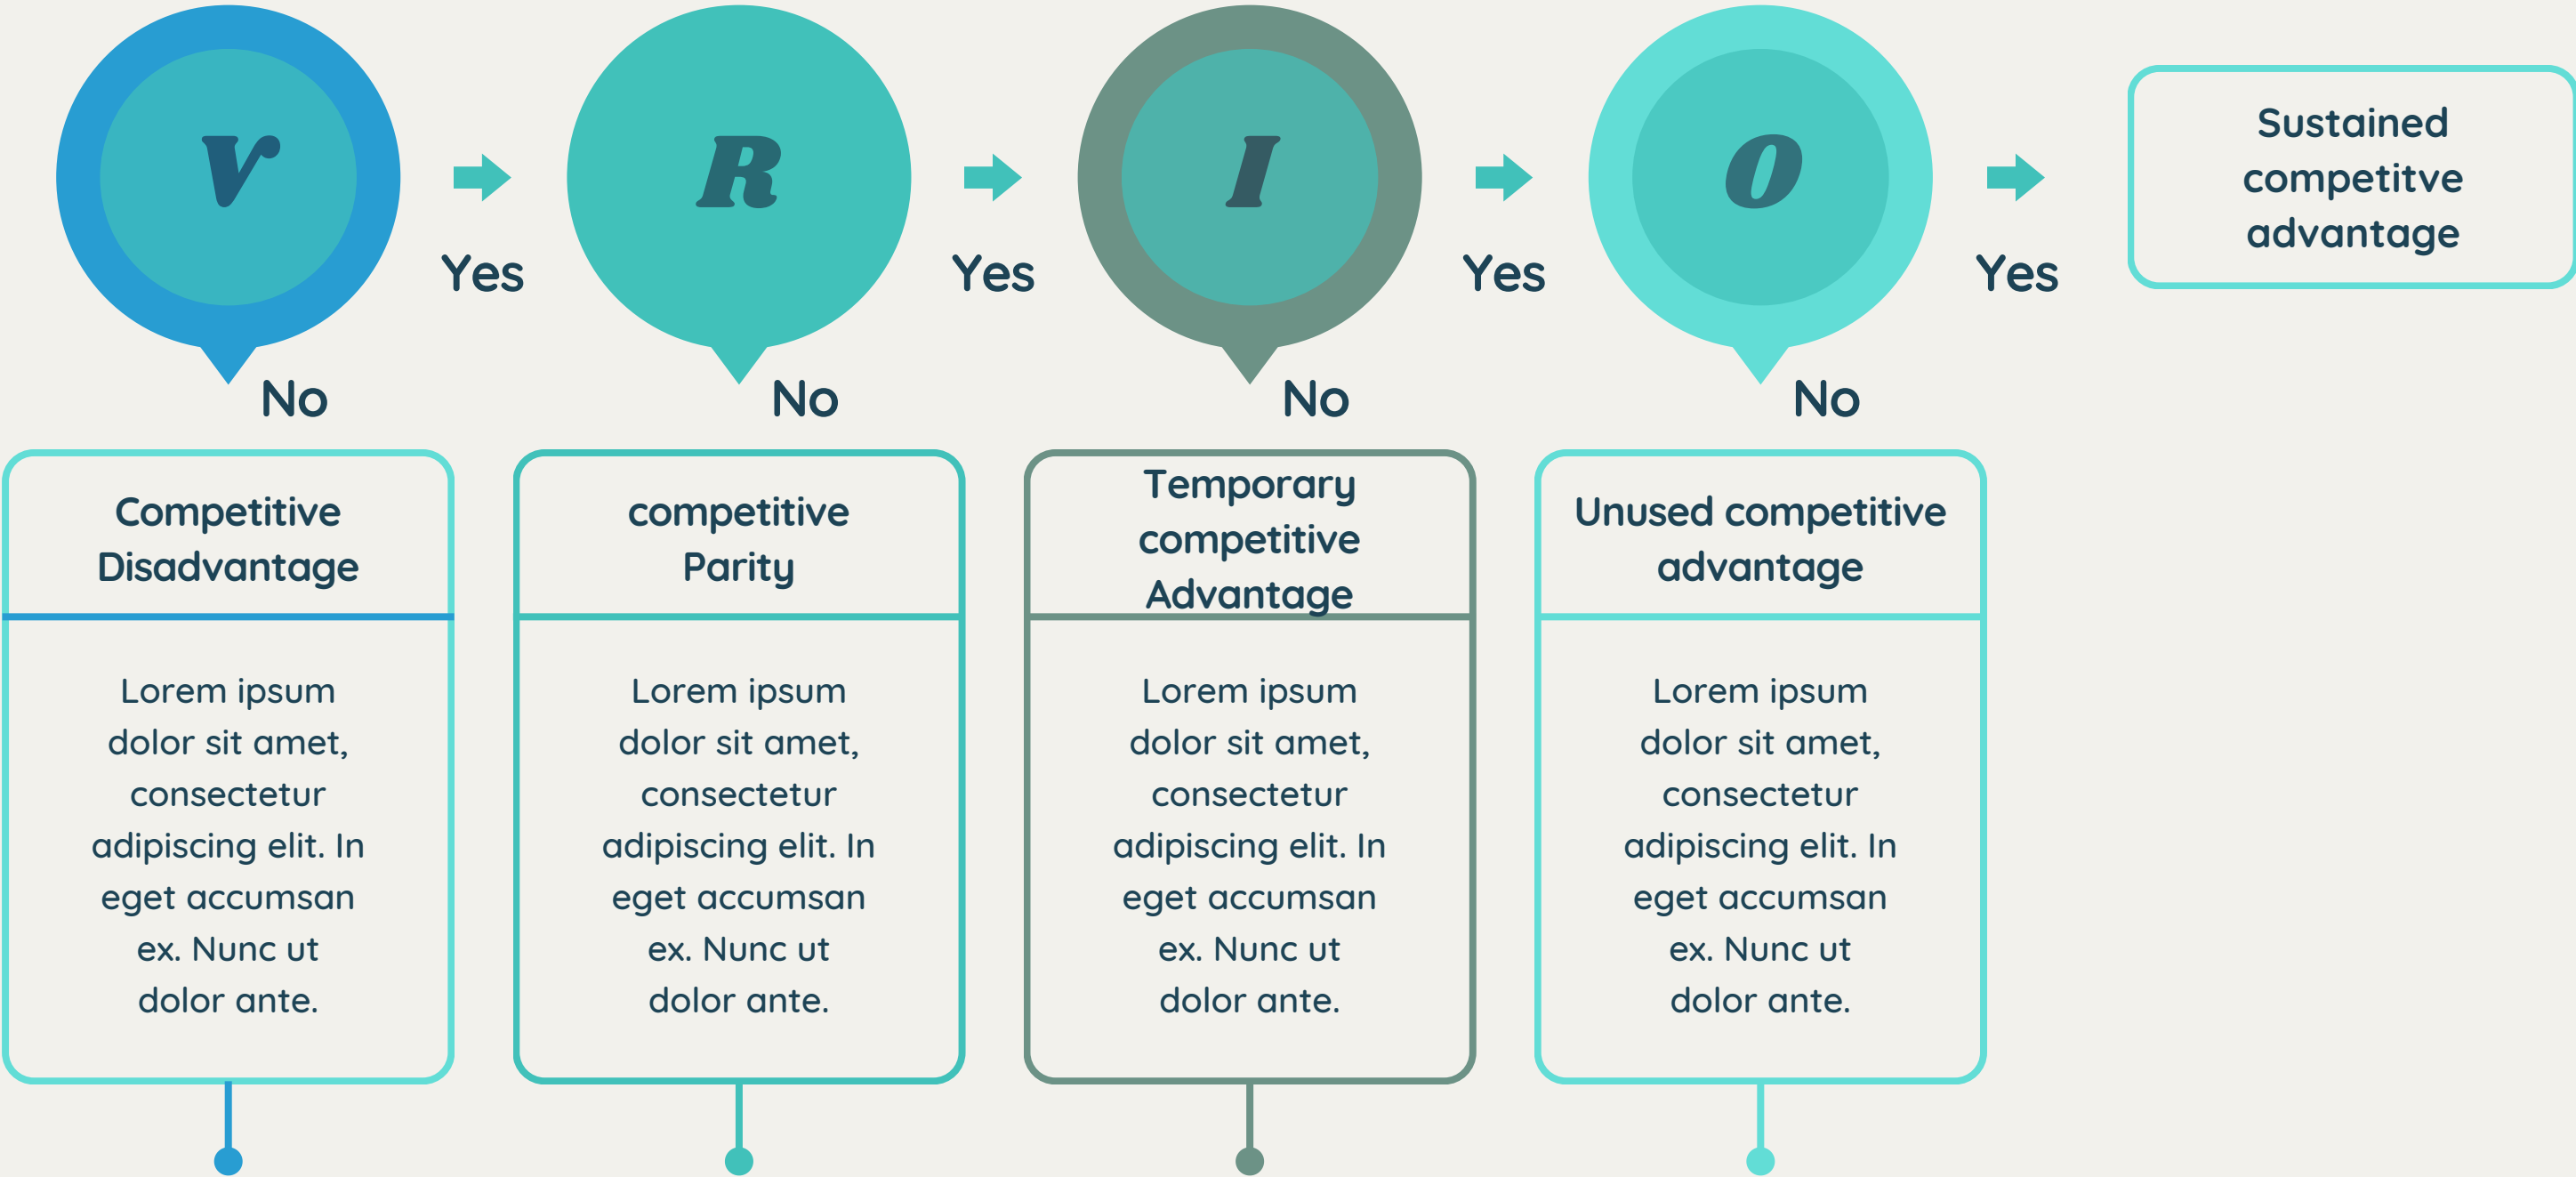 V
Yes
R
Yes
I
Yes
O
Yes
Sustained
competitve
advantage
No
No
No
No
Competitive
Disadvantage
Lorem ipsum
dolor sit amet,
consectetur
adipiscing elit. In
eget accumsan
ex. Nunc ut
dolor ante.
competitive
Parity
Lorem ipsum
dolor sit amet,
consectetur
adipiscing elit. In
eget accumsan
ex. Nunc ut
dolor ante.
Temporary
competitive
Advantage
Lorem ipsum
dolor sit amet,
consectetur
adipiscing elit. In
eget accumsan
ex. Nunc ut
dolor ante.
Unused competitive
advantage
Lorem ipsum
dolor sit amet,
consectetur
adipiscing elit. In
eget accumsan
ex. Nunc ut
dolor ante.